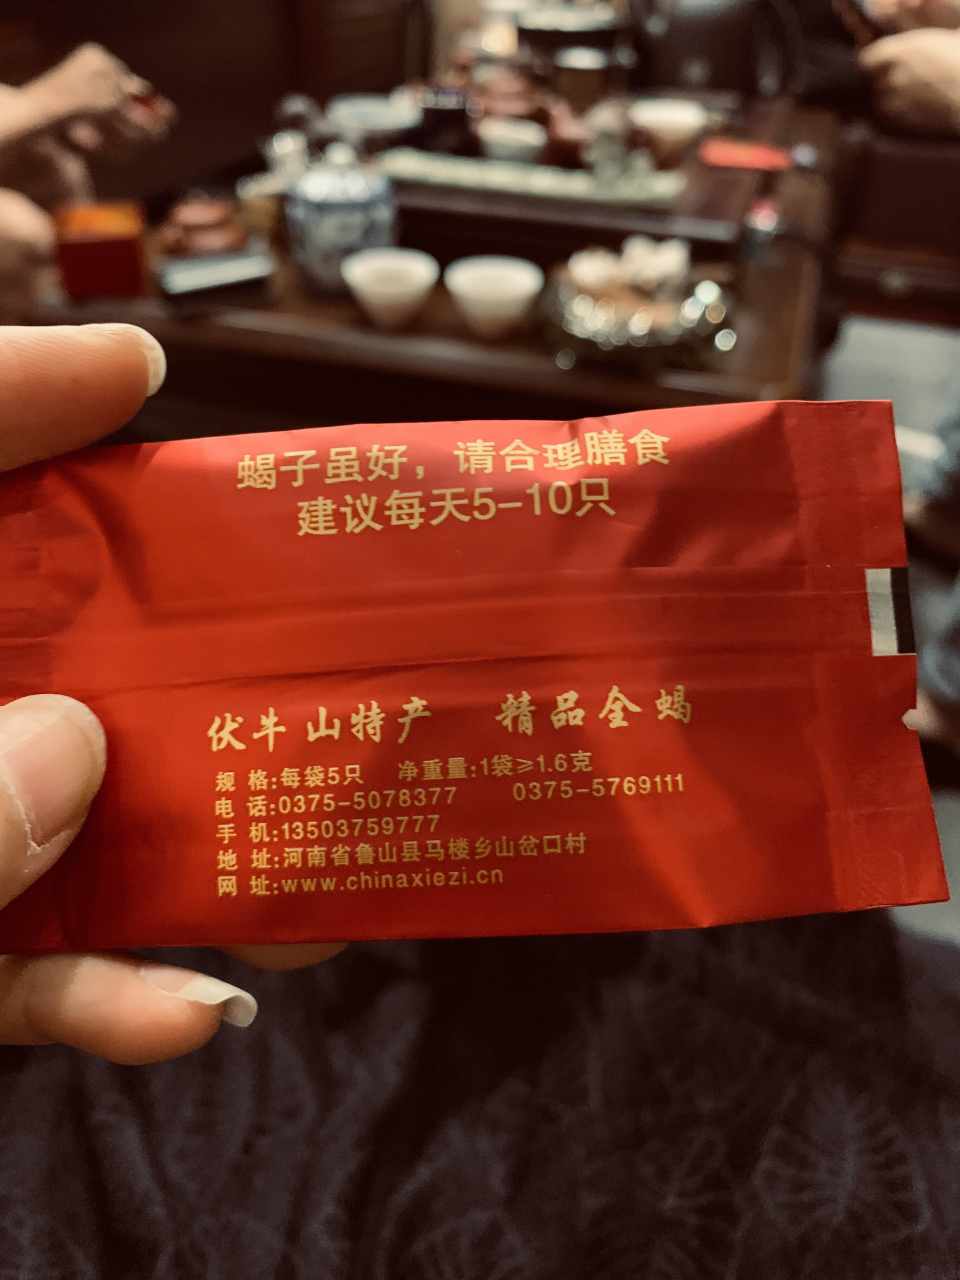 蝎子虽好，请合理膳食
建议每天5-10只
伏牛山特产 精品全蝎
规 格:每袋5只 净重量:1袋≥1.6克
电 话:0375-5078377 0375-5769111
手 机:13503759777
地 址:河南省鲁山县马楼乡山岔口村
网 址:www.chinaxiezi.cn